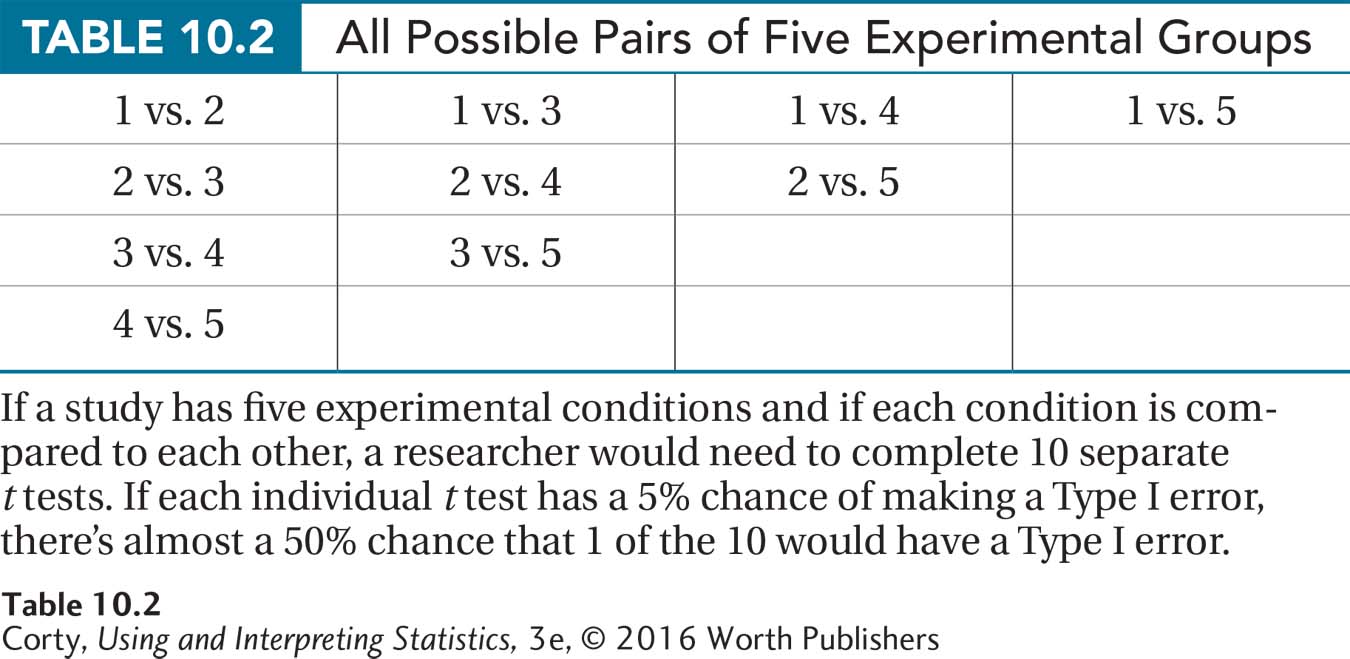 TABLE 10.2 All Possible Pairs of Five Experimental Groups
1 vs. 2 1 vs. 3 1 vs. 4 1 vs. 5
2 vs. 3 2 vs. 4 2 vs. 5
3 vs. 4 3 vs. 5
4 vs. 5
If a study has five experimental conditions and if each condition is com-
pared to each other, a researcher would need to complete 10 separate
t tests. If each individual t test has a 5% chance of making a Type I error,
there’s almost a 50% chance that 1 of the 10 would have a Type I error.
Table 10.2
Corty, Using and Interpreting Statistics, 3e, © 2016 Worth Publishers